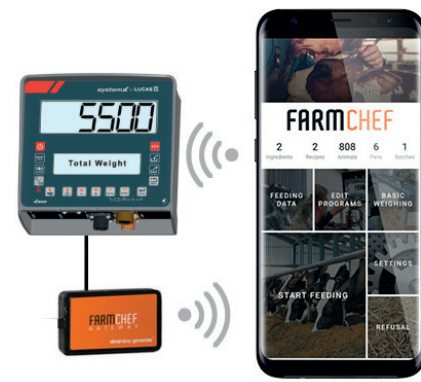 systemX - LUCAS II
5500
Total Weight
FARMCHEF
GATEWAY
FARMCHEF
2 2 808 6 1
Ingredients Recipes Animals Pens Batches
FEEDING DATA
EDIT PROGRAMS
BASIC WEIGHING
START FEEDING
SETTINGS
REFUSAL